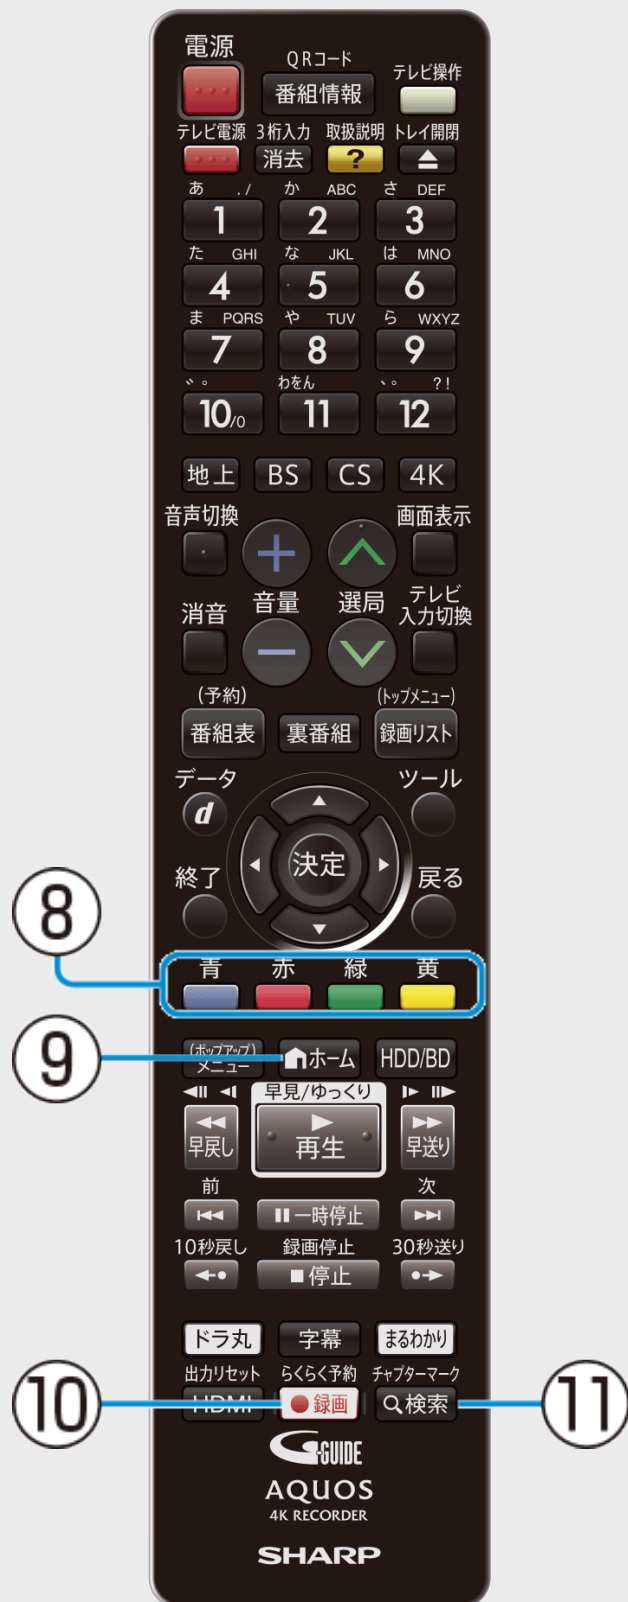 電源
QRコード
番組情報
テレビ操作
テレビ電源 3桁入力 取扱説明 トレイ開閉
消去 ?
あ ./ か ABC さ DEF
1 2 3
た GHI な JKL は MNO
4 5 6
ま PQRS や TUV ら WXYZ
7 8 9
゛゜ わをん 、。 ?!
10/0 11 12
地上 BS CS 4K
音声切換 画面表示
+
消音 音量 選局 テレビ
入力切換
−
(予約) (トップメニュー)
番組表 裏番組 録画リスト
データ ツール
d
決定
終了 戻る
⑧
青 赤 緑 黄
⑨
(ポップアップ)
メニュー ホーム HDD/BD
早見/ゆっくり
早戻し 再生 早送り
前 次
一時停止
10秒戻し 録画停止 30秒送り
停止
ドラ丸 字幕 まるわかり
出力リセット らくらく予約 チャプターマーク
⑩ HDMI 録画 検索 ⑪
G-GUIDE
AQUOS
4K RECORDER
SHARP